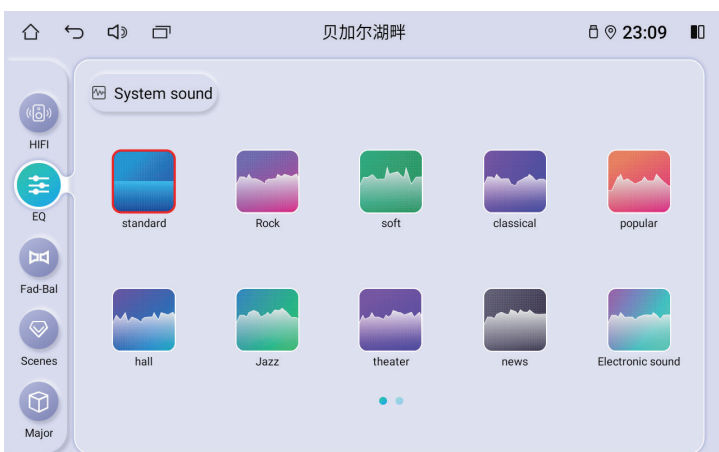 贝加尔湖畔
23:09
System sound
HIFI
EQ
Fad-Bal
Scenes
Major
standard
Rock
soft
classical
popular
hall
Jazz
theater
news
Electronic sound